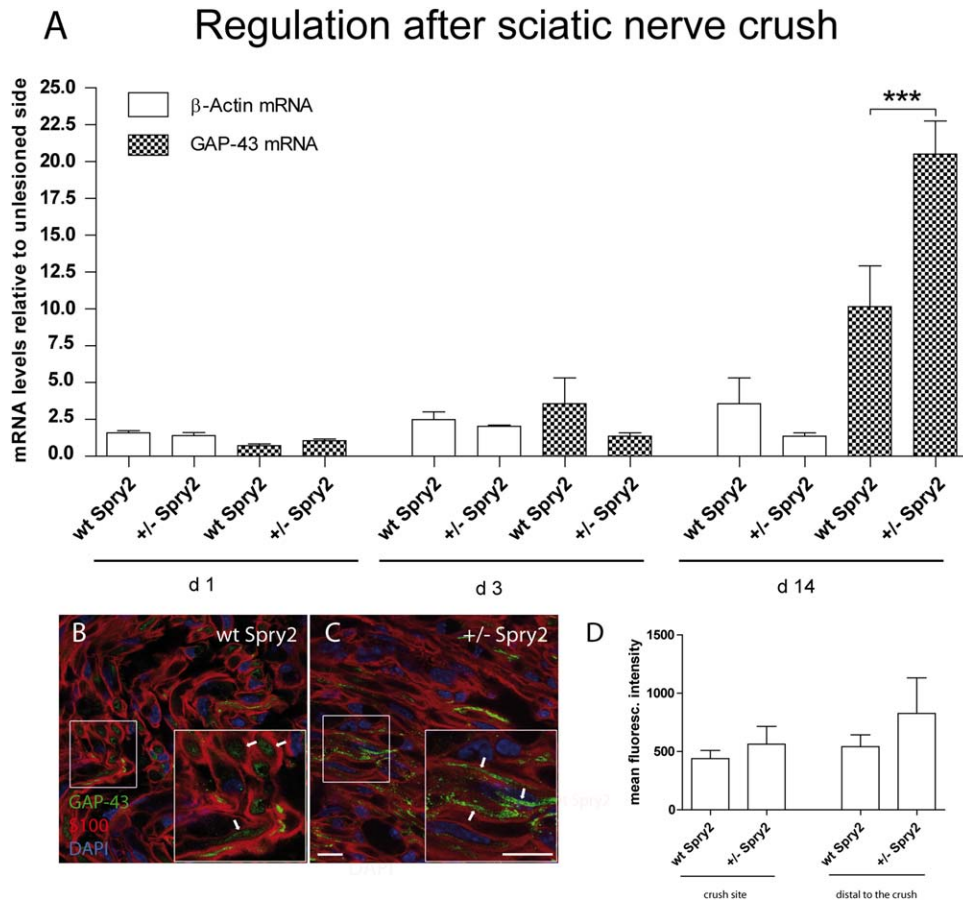 A
Regulation after sciatic nerve crush
mRNA levels relative to unlesioned side
25.0
22.5
20.0
17.5
15.0
12.5
10.0
7.5
5.0
2.5
0.0
β-Actin mRNA
GAP-43 mRNA
***
wt Spry2
+/- Spry2
wt Spry2
+/- Spry2
wt Spry2
+/- Spry2
wt Spry2
+/- Spry2
wt Spry2
+/- Spry2
wt Spry2
+/- Spry2
d 1
d 3
d 14
B
wt Spry2
GAP-43
S100
DAPI
C
+/- Spry2
D
mean fluoresc. intensity
1500
1000
500
0
wt Spry2
+/- Spry2
wt Spry2
+/- Spry2
crush site
distal to the crush